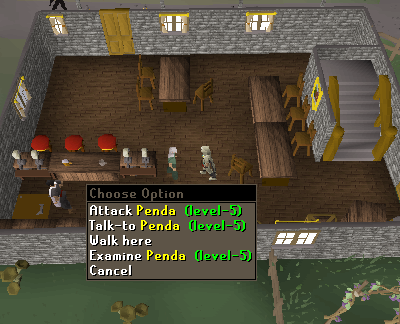 Choose Option
Attack Penda (level-5)
Talk-to Penda (level-5)
Walk here
Examine Penda (level-5)
Cancel